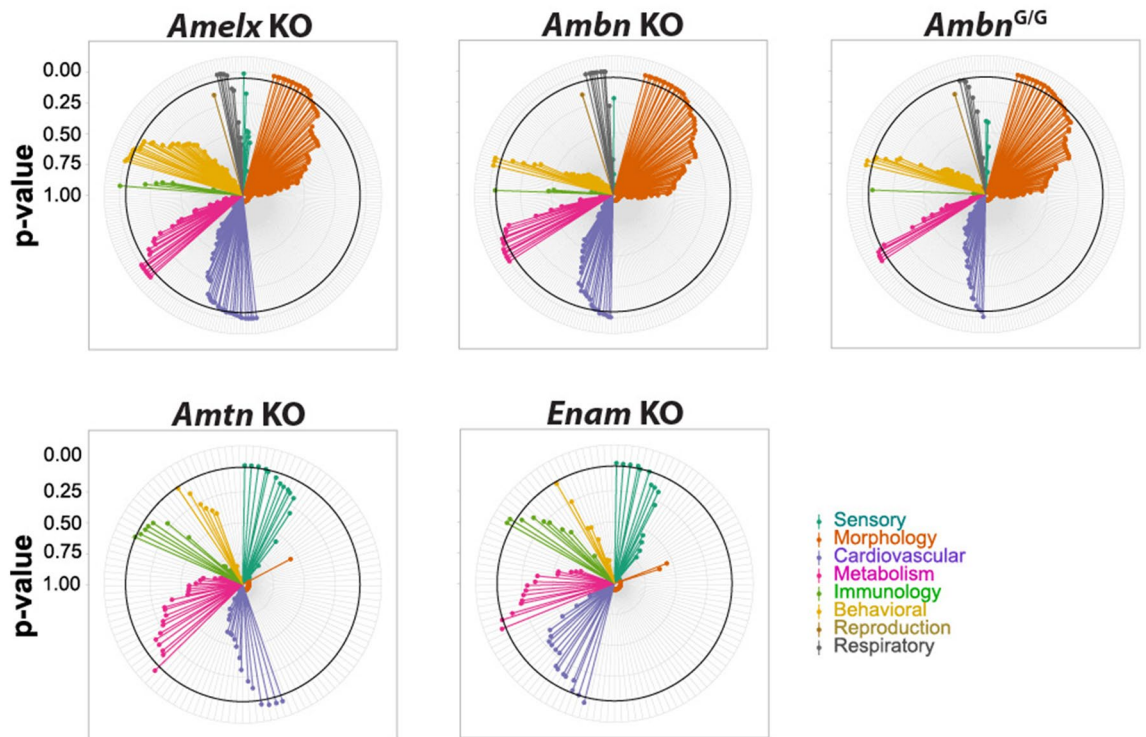 Amelx KO
Ambn KO
Ambn^G/G
p-value
0.00
0.25
0.50
0.75
1.00
Amtn KO
Enam KO
p-value
0.00
0.25
0.50
0.75
1.00
Sensory
Morphology
Cardiovascular
Metabolism
Immunology
Behavioral
Reproduction
Respiratory